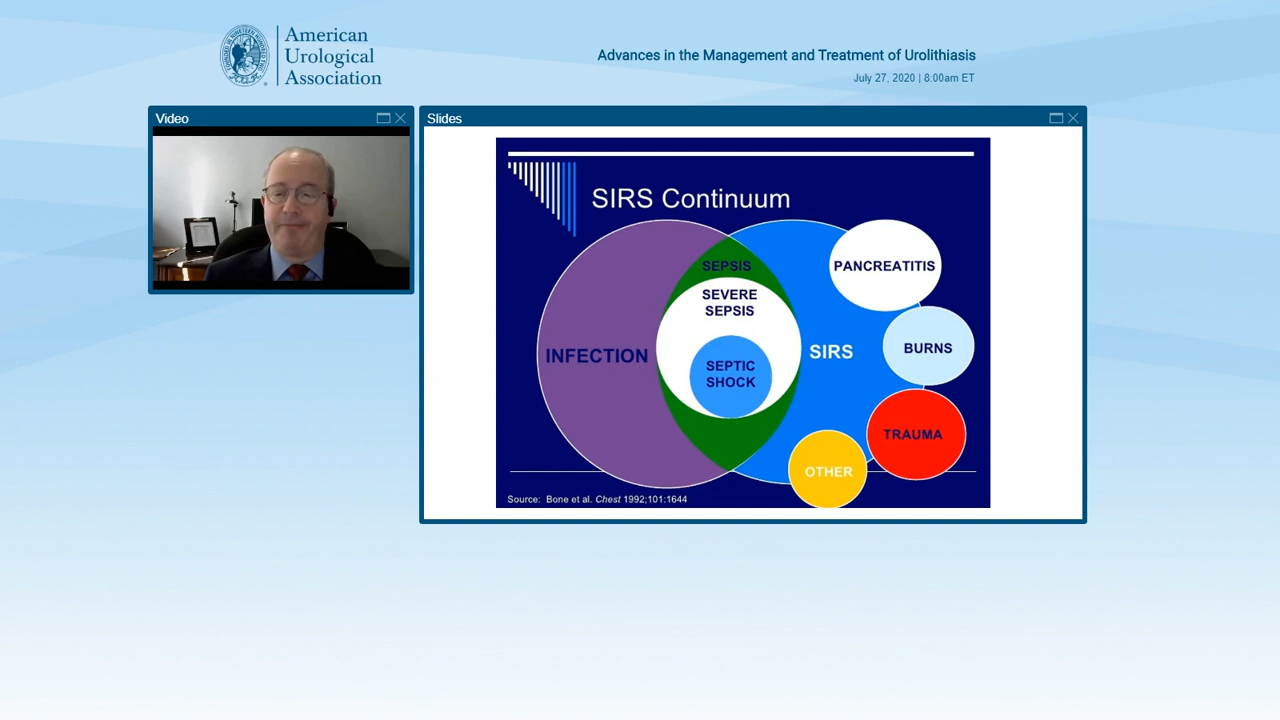 American
Urological
Association
Advances in the Management and Treatment of Urolithiasis
July 27, 2020 | 8:00am ET
Video
Slides
SIRS Continuum
SEPSIS
SEVERE
SEPSIS
SEPTIC
SHOCK
INFECTION
SIRS
PANCREATITIS
BURNS
TRAUMA
OTHER
Source: Bone et al. Chest 1992;101:1644